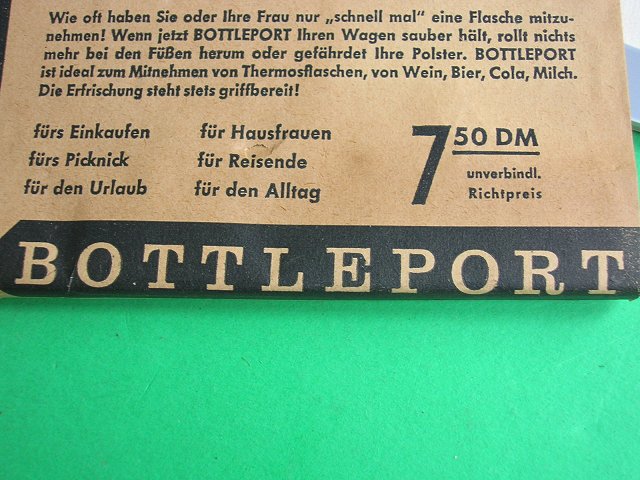 Wie oft haben Sie oder Ihre Frau nur „schnell mal“ eine Flasche mitzu-
nehmen! Wenn jetzt BOTTLEPORT Ihren Wagen sauber hält, rollt nichts
mehr bei den Füßen herum oder gefährdet Ihre Polster. BOTTLEPORT
ist ideal zum Mitnehmen von Thermosflaschen, von Wein, Bier, Cola, Milch.
Die Erfrischung steht stets griffbereit!
fürs Einkaufen für Hausfrauen
fürs Picknick für Reisende
für den Urlaub für den Alltag
7 50 DM
unverbindl.
Richtpreis
BOTTLEPORT